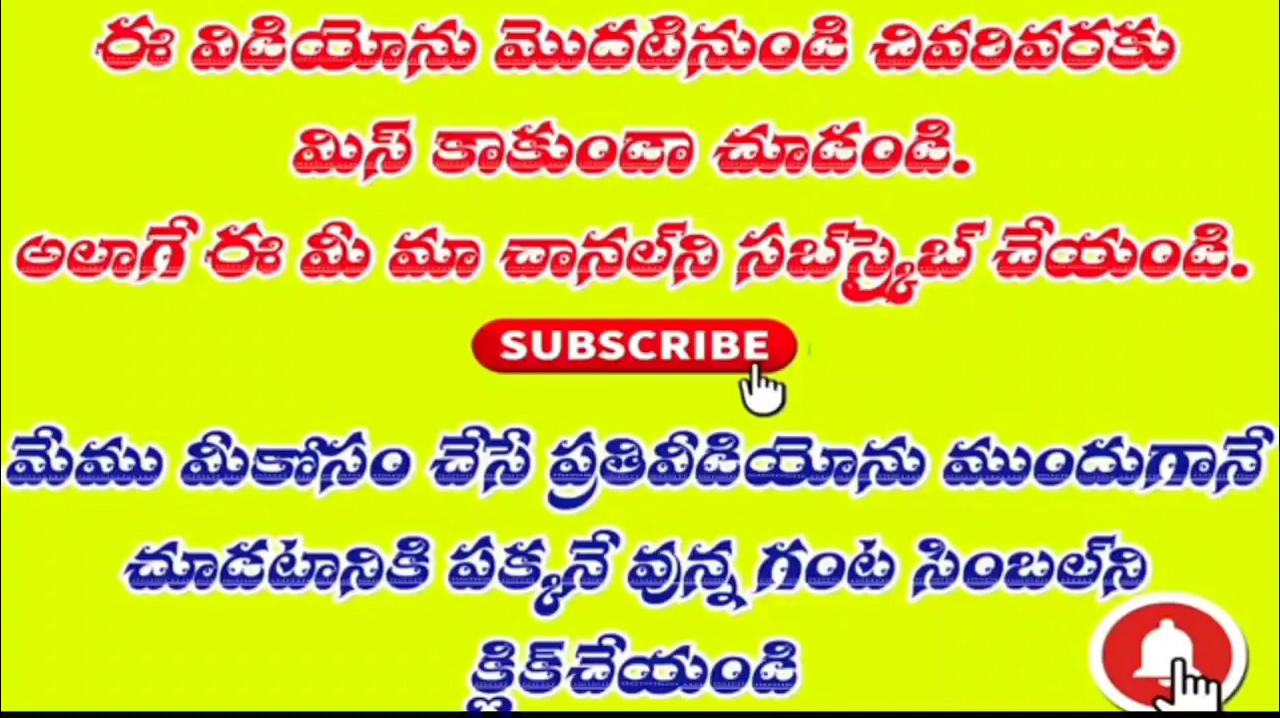 ఈ విడియోను మొదటినుండి చివరివరకు
మిస్ కాకుండా చూడండి.
అలాగే ఈ మీ మా చానల్‌ని సబ్‌స్క్రైబ్ చేయండి.
SUBSCRIBE
మేము మీకోసం చేసే ప్రతివీడియోను ముందుగానే
చూడటానికి పక్కనే వున్న గంట సింబల్‌ని
క్లిక్‌చేయండి